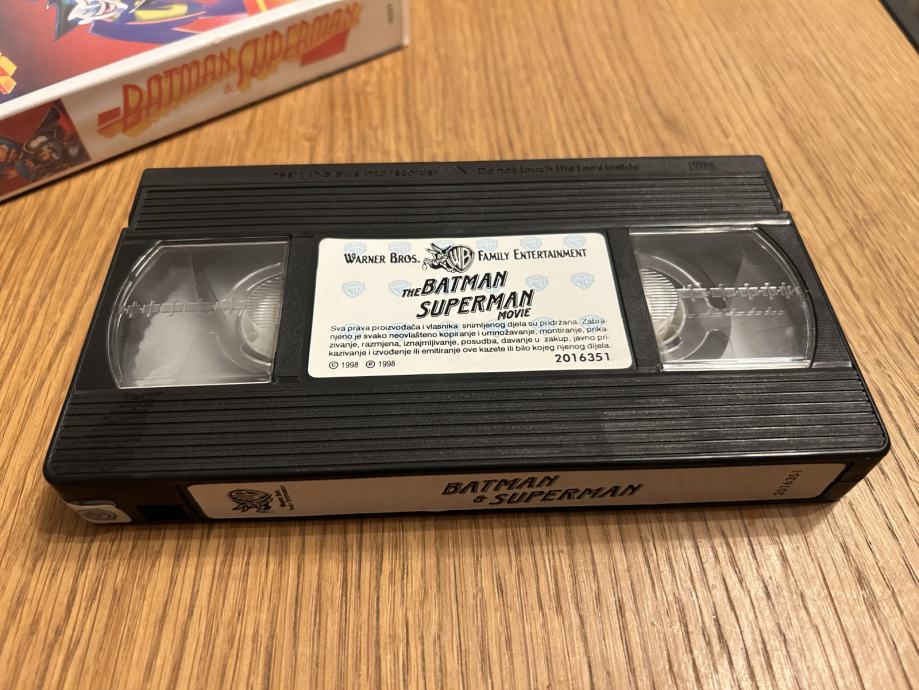 BATMAN
& SUPERMAN
Insert this side into recorder
Do not touch the tape inside
WARNER BROS. WB FAMILY ENTERTAINMENT
THE BATMAN
SUPERMAN
MOVIE
Sva prava proizvođača i vlasnika snimljenog djela su pridržana. Zabra-
njeno je svako neovlašteno kopiranje i umnožavanje, montiranje, prika-
zivanje, razmjena, iznajmljivanje, posudba, davanje u zakup, javno pri-
kazivanje i izvođenje ili emitiranje ove kazete ili bilo kojeg njenog dijela.
© 1998 ℗ 1998
2016351
BATMAN
& SUPERMAN
2016351